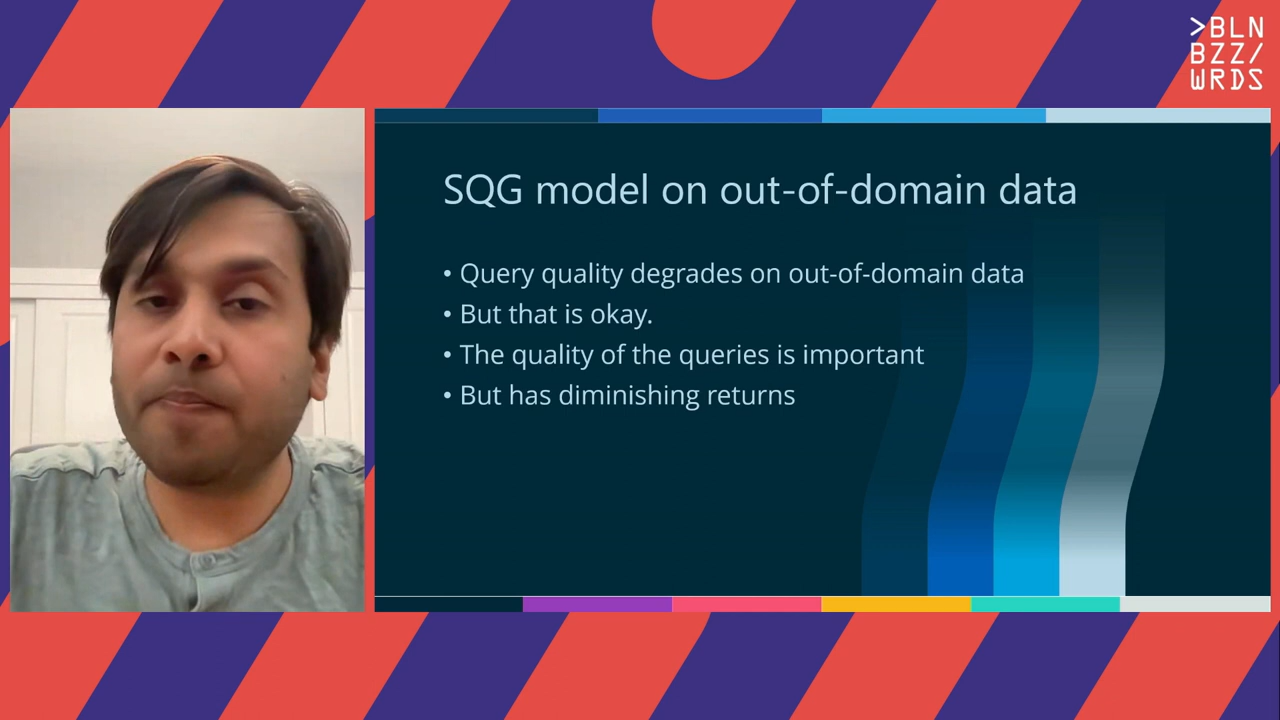 >BLN
BZZ/
WRDS
SQG model on out-of-domain data
• Query quality degrades on out-of-domain data
• But that is okay.
• The quality of the queries is important
• But has diminishing returns